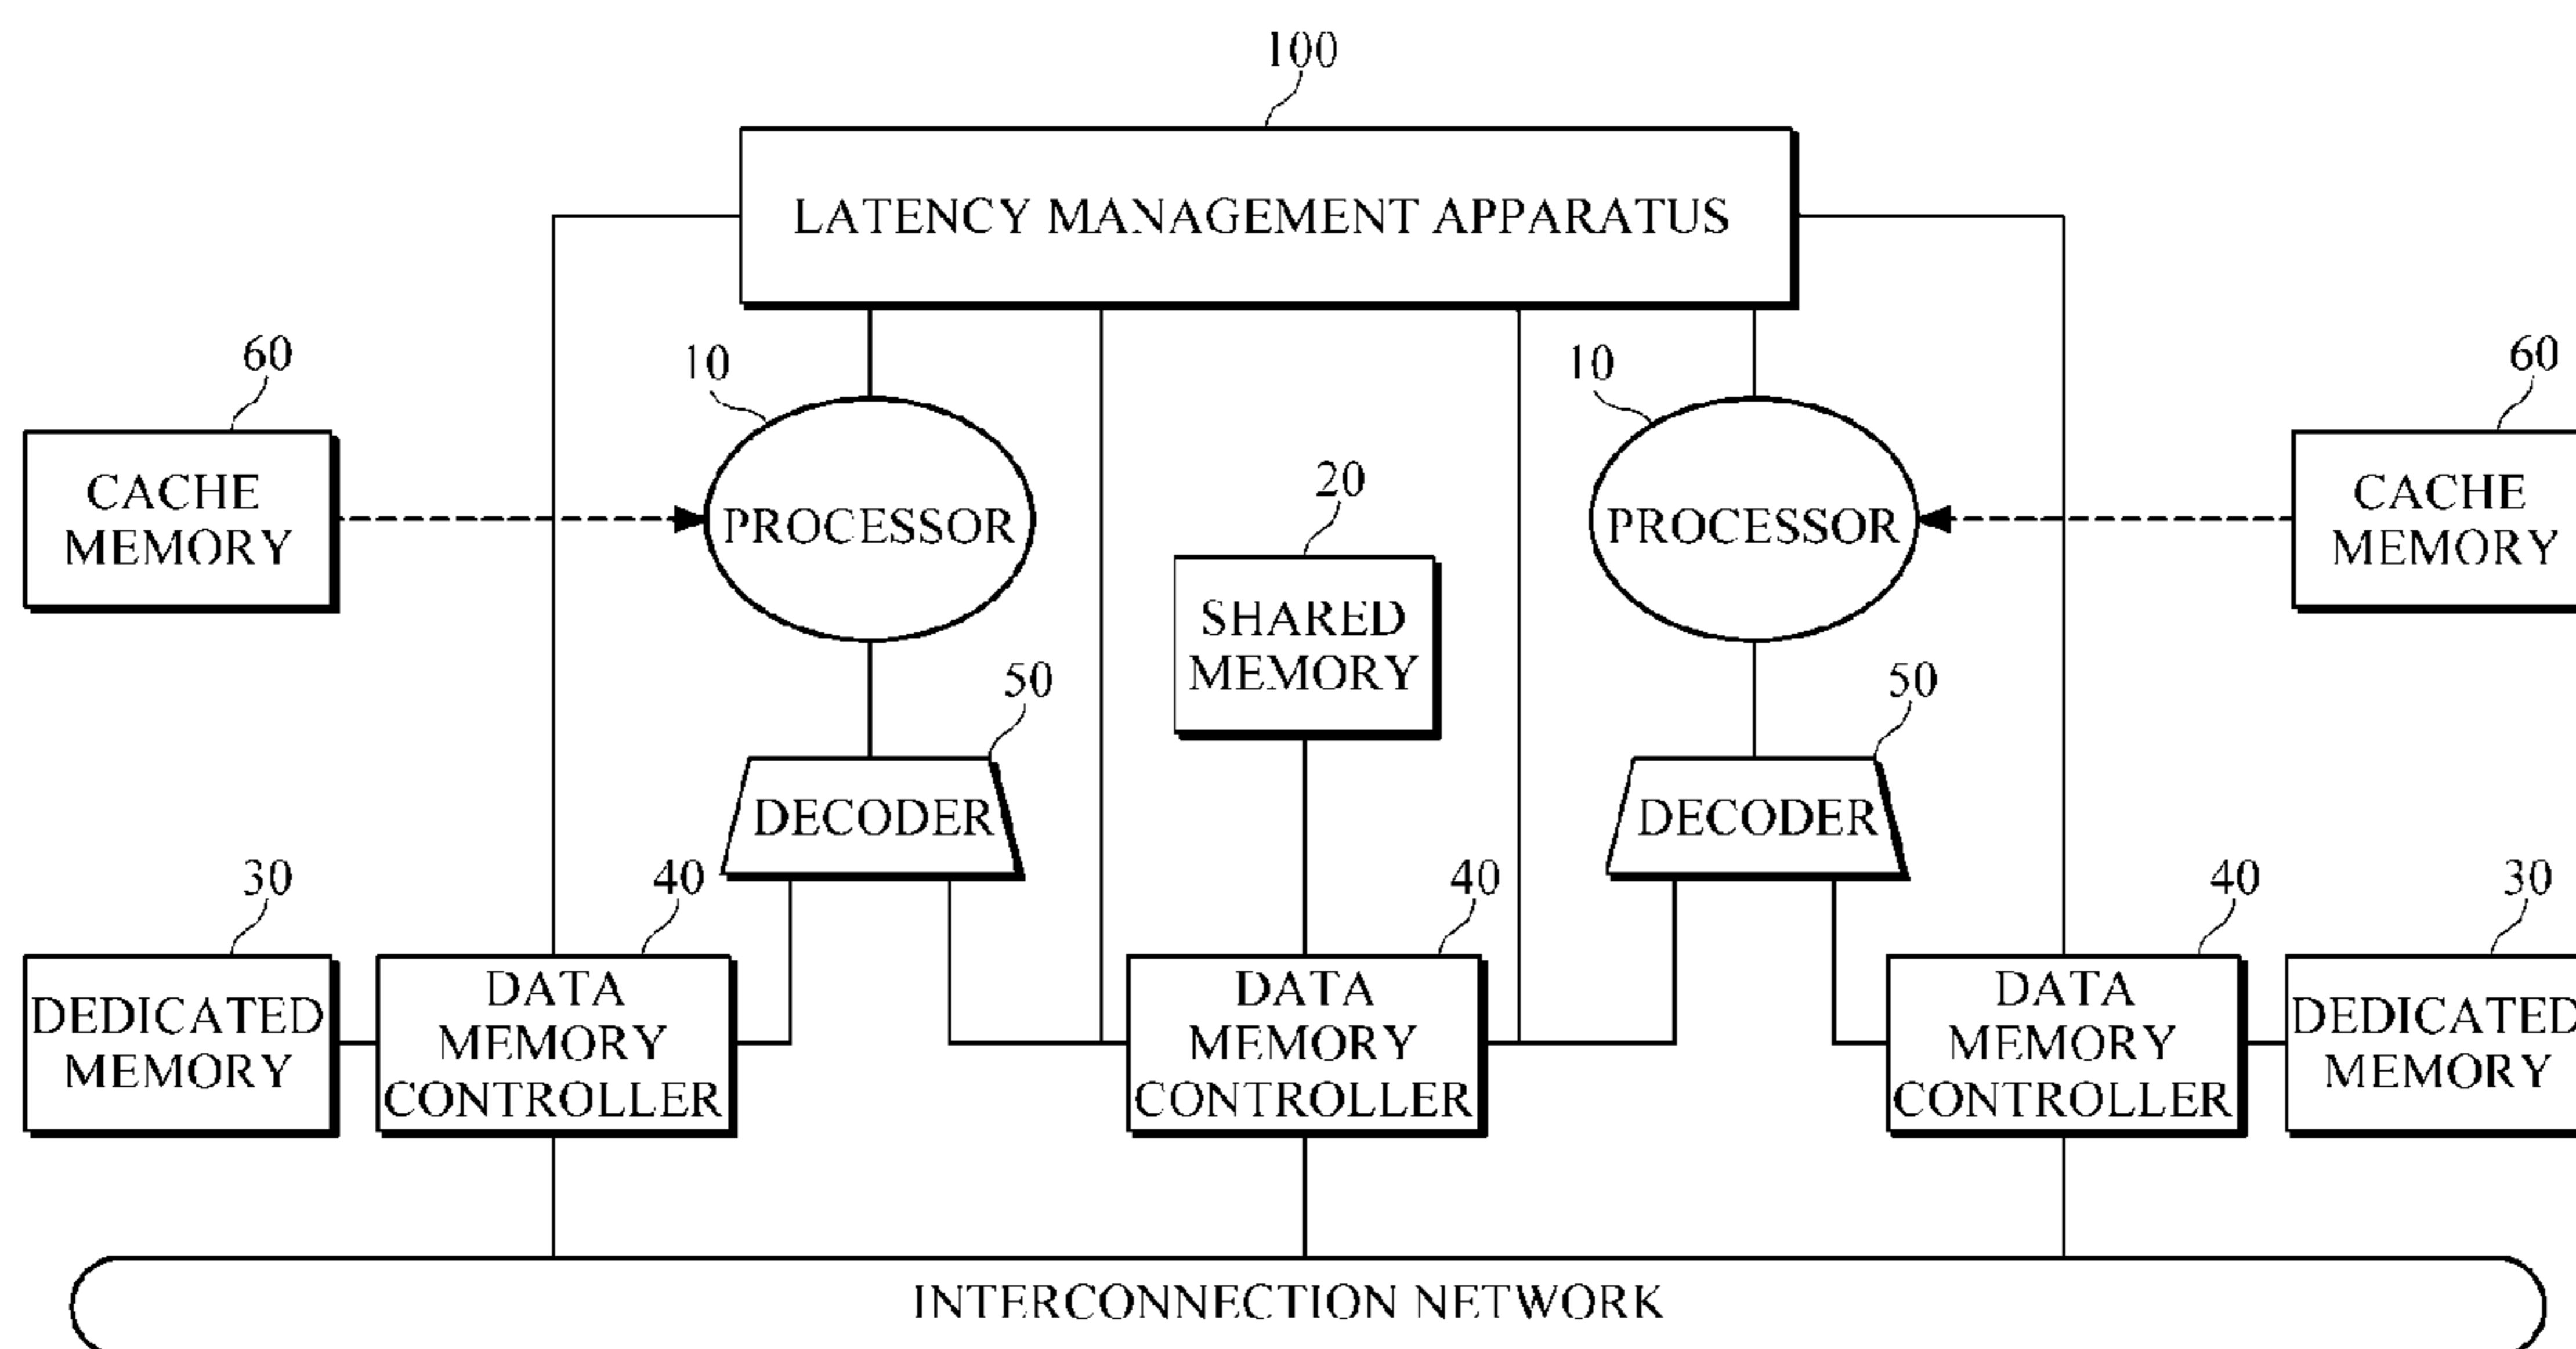 100
LATENCY MANAGEMENT APPARATUS
60
10
10
60
CACHE
MEMORY
PROCESSOR
20
PROCESSOR
CACHE
MEMORY
SHARED
MEMORY
50
50
DECODER
DECODER
30
40
40
40
30
DEDICATED
MEMORY
DATA
MEMORY
CONTROLLER
DATA
MEMORY
CONTROLLER
DATA
MEMORY
CONTROLLER
DEDICATED
MEMORY
INTERCONNECTION NETWORK